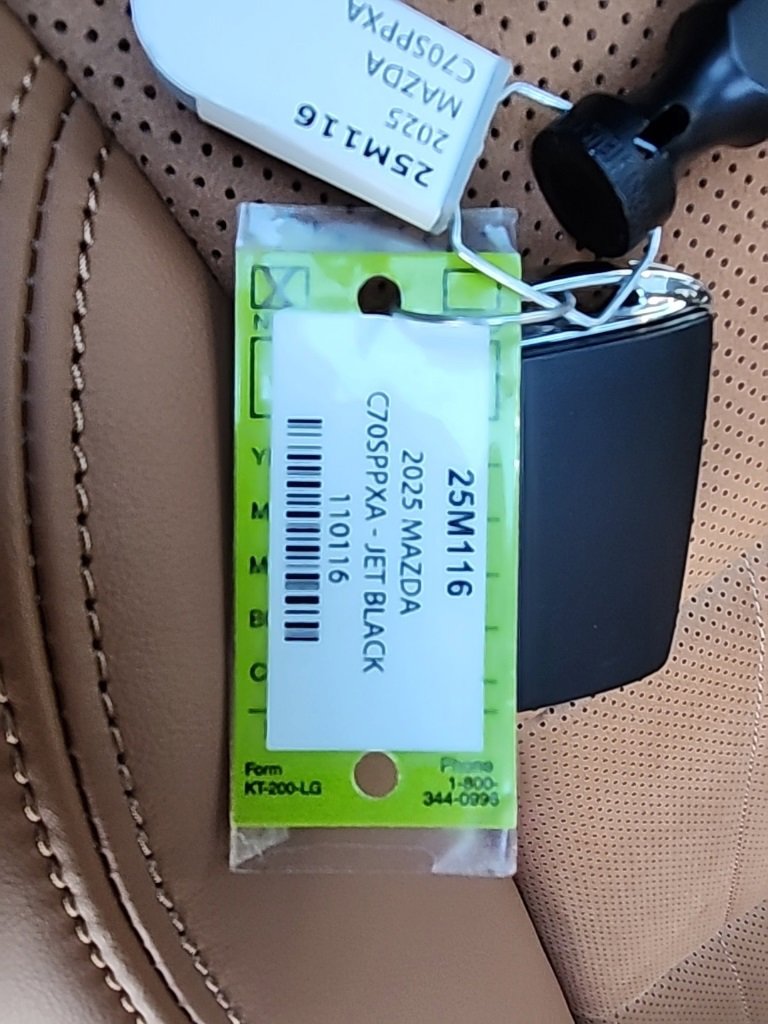 25M116
2025
MAZDA
C70SPPXA
25M116
2025 MAZDA
C70SPPXA - JET BLACK
110116
Form
KT-200-LG
Phone
1-800-
344-0996